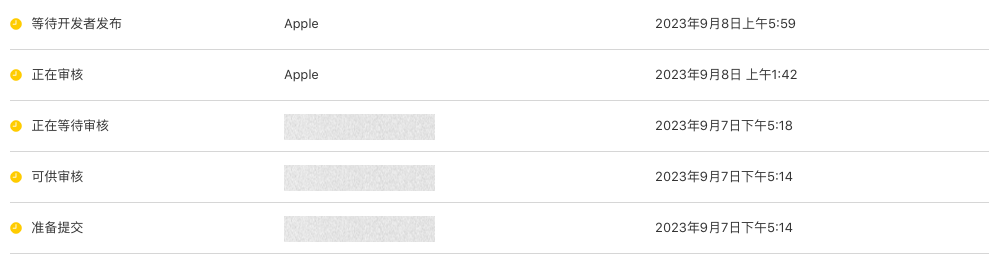 等待开发者发布 Apple 2023年9月8日上午5:59
正在审核 Apple 2023年9月8日 上午1:42
正在等待审核 2023年9月7日下午5:18
可供审核 2023年9月7日下午5:14
准备提交 2023年9月7日下午5:14